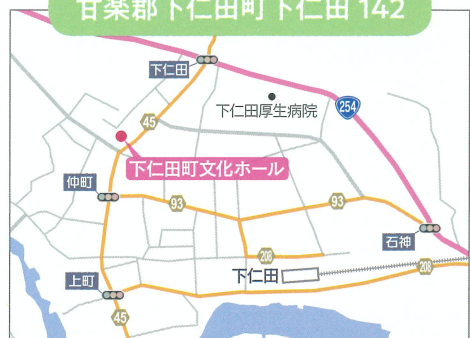 甘楽郡下仁田町下仁田 142
下仁田
下仁田厚生病院
254
45
下仁田町文化ホール
仲町
93
93
石神
208
下仁田
208
上町
45